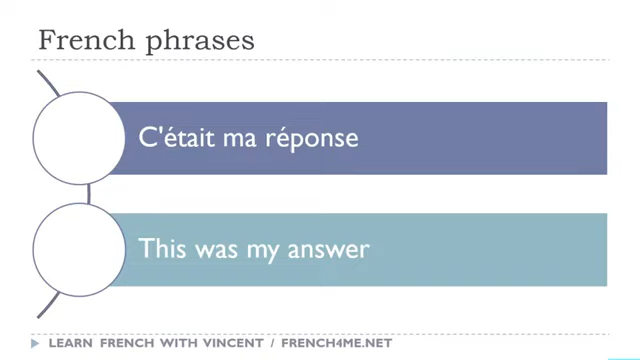 French phrases
C'était ma réponse
This was my answer
LEARN FRENCH WITH VINCENT / FRENCH4ME.NET